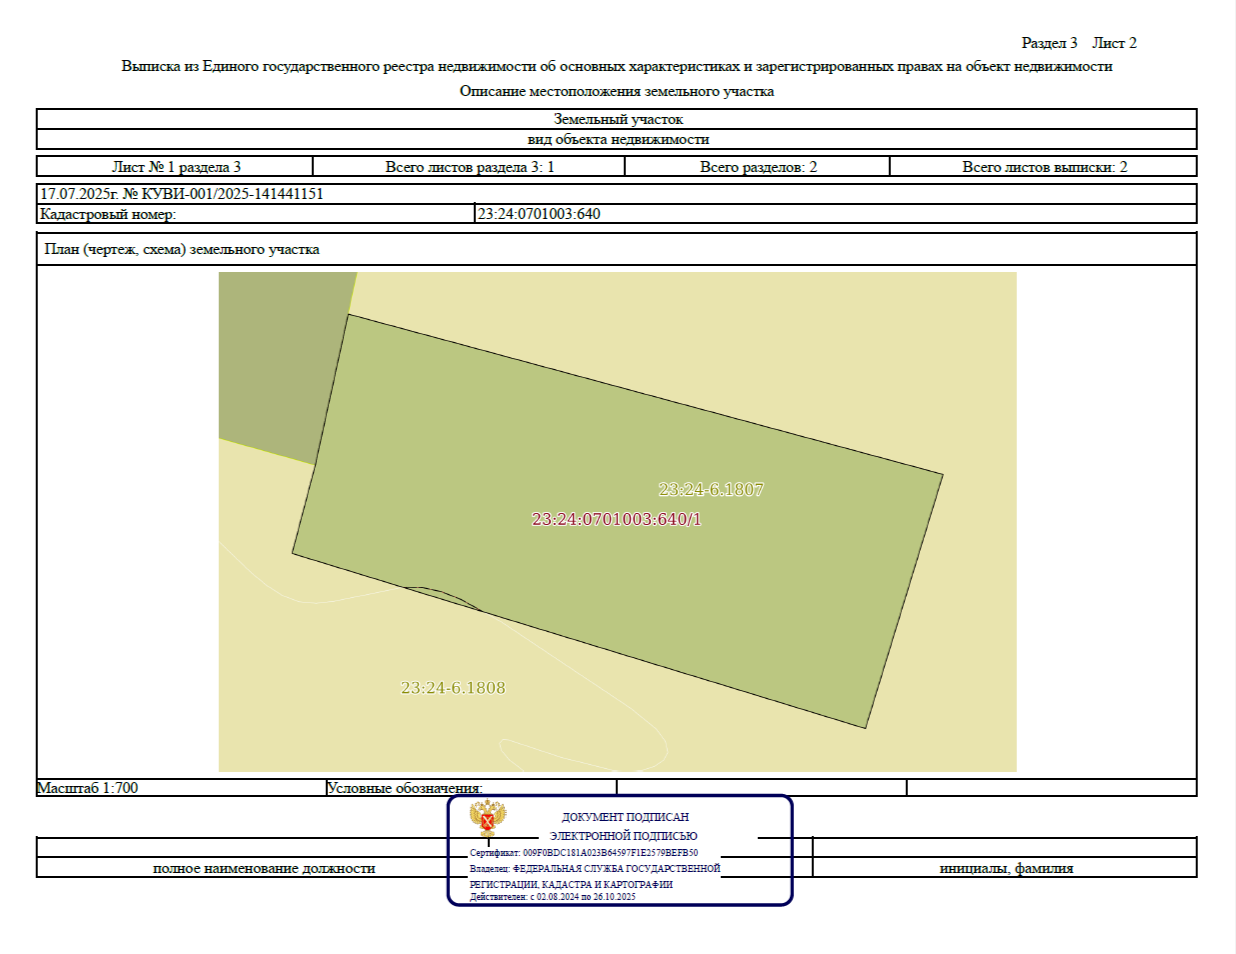 Раздел 3 Лист 2
Выписка из Единого государственного реестра недвижимости об основных характеристиках и зарегистрированных правах на объект недвижимости
Описание местоположения земельного участка
Земельный участок
вид объекта недвижимости
Лист № 1 раздела 3 Всего листов раздела 3: 1 Всего разделов: 2 Всего листов выписки: 2
17.07.2025г. № КУВИ-001/2025-141441151
Кадастровый номер: 23:24:0701003:640
План (чертеж, схема) земельного участка
23:24-6.1807
23:24:0701003:640/1
23:24-6.1808
Масштаб 1:700 Условные обозначения:
ДОКУМЕНТ ПОДПИСАН
ЭЛЕКТРОННОЙ ПОДПИСЬЮ
Сертификат: 009F0BDC181A023B64597F1E2579BEFB50
Владелец: ФЕДЕРАЛЬНАЯ СЛУЖБА ГОСУДАРСТВЕННОЙ
РЕГИСТРАЦИИ, КАДАСТРА И КАРТОГРАФИИ
Действителен: с 02.08.2024 по 26.10.2025
полное наименование должности инициалы, фамилия